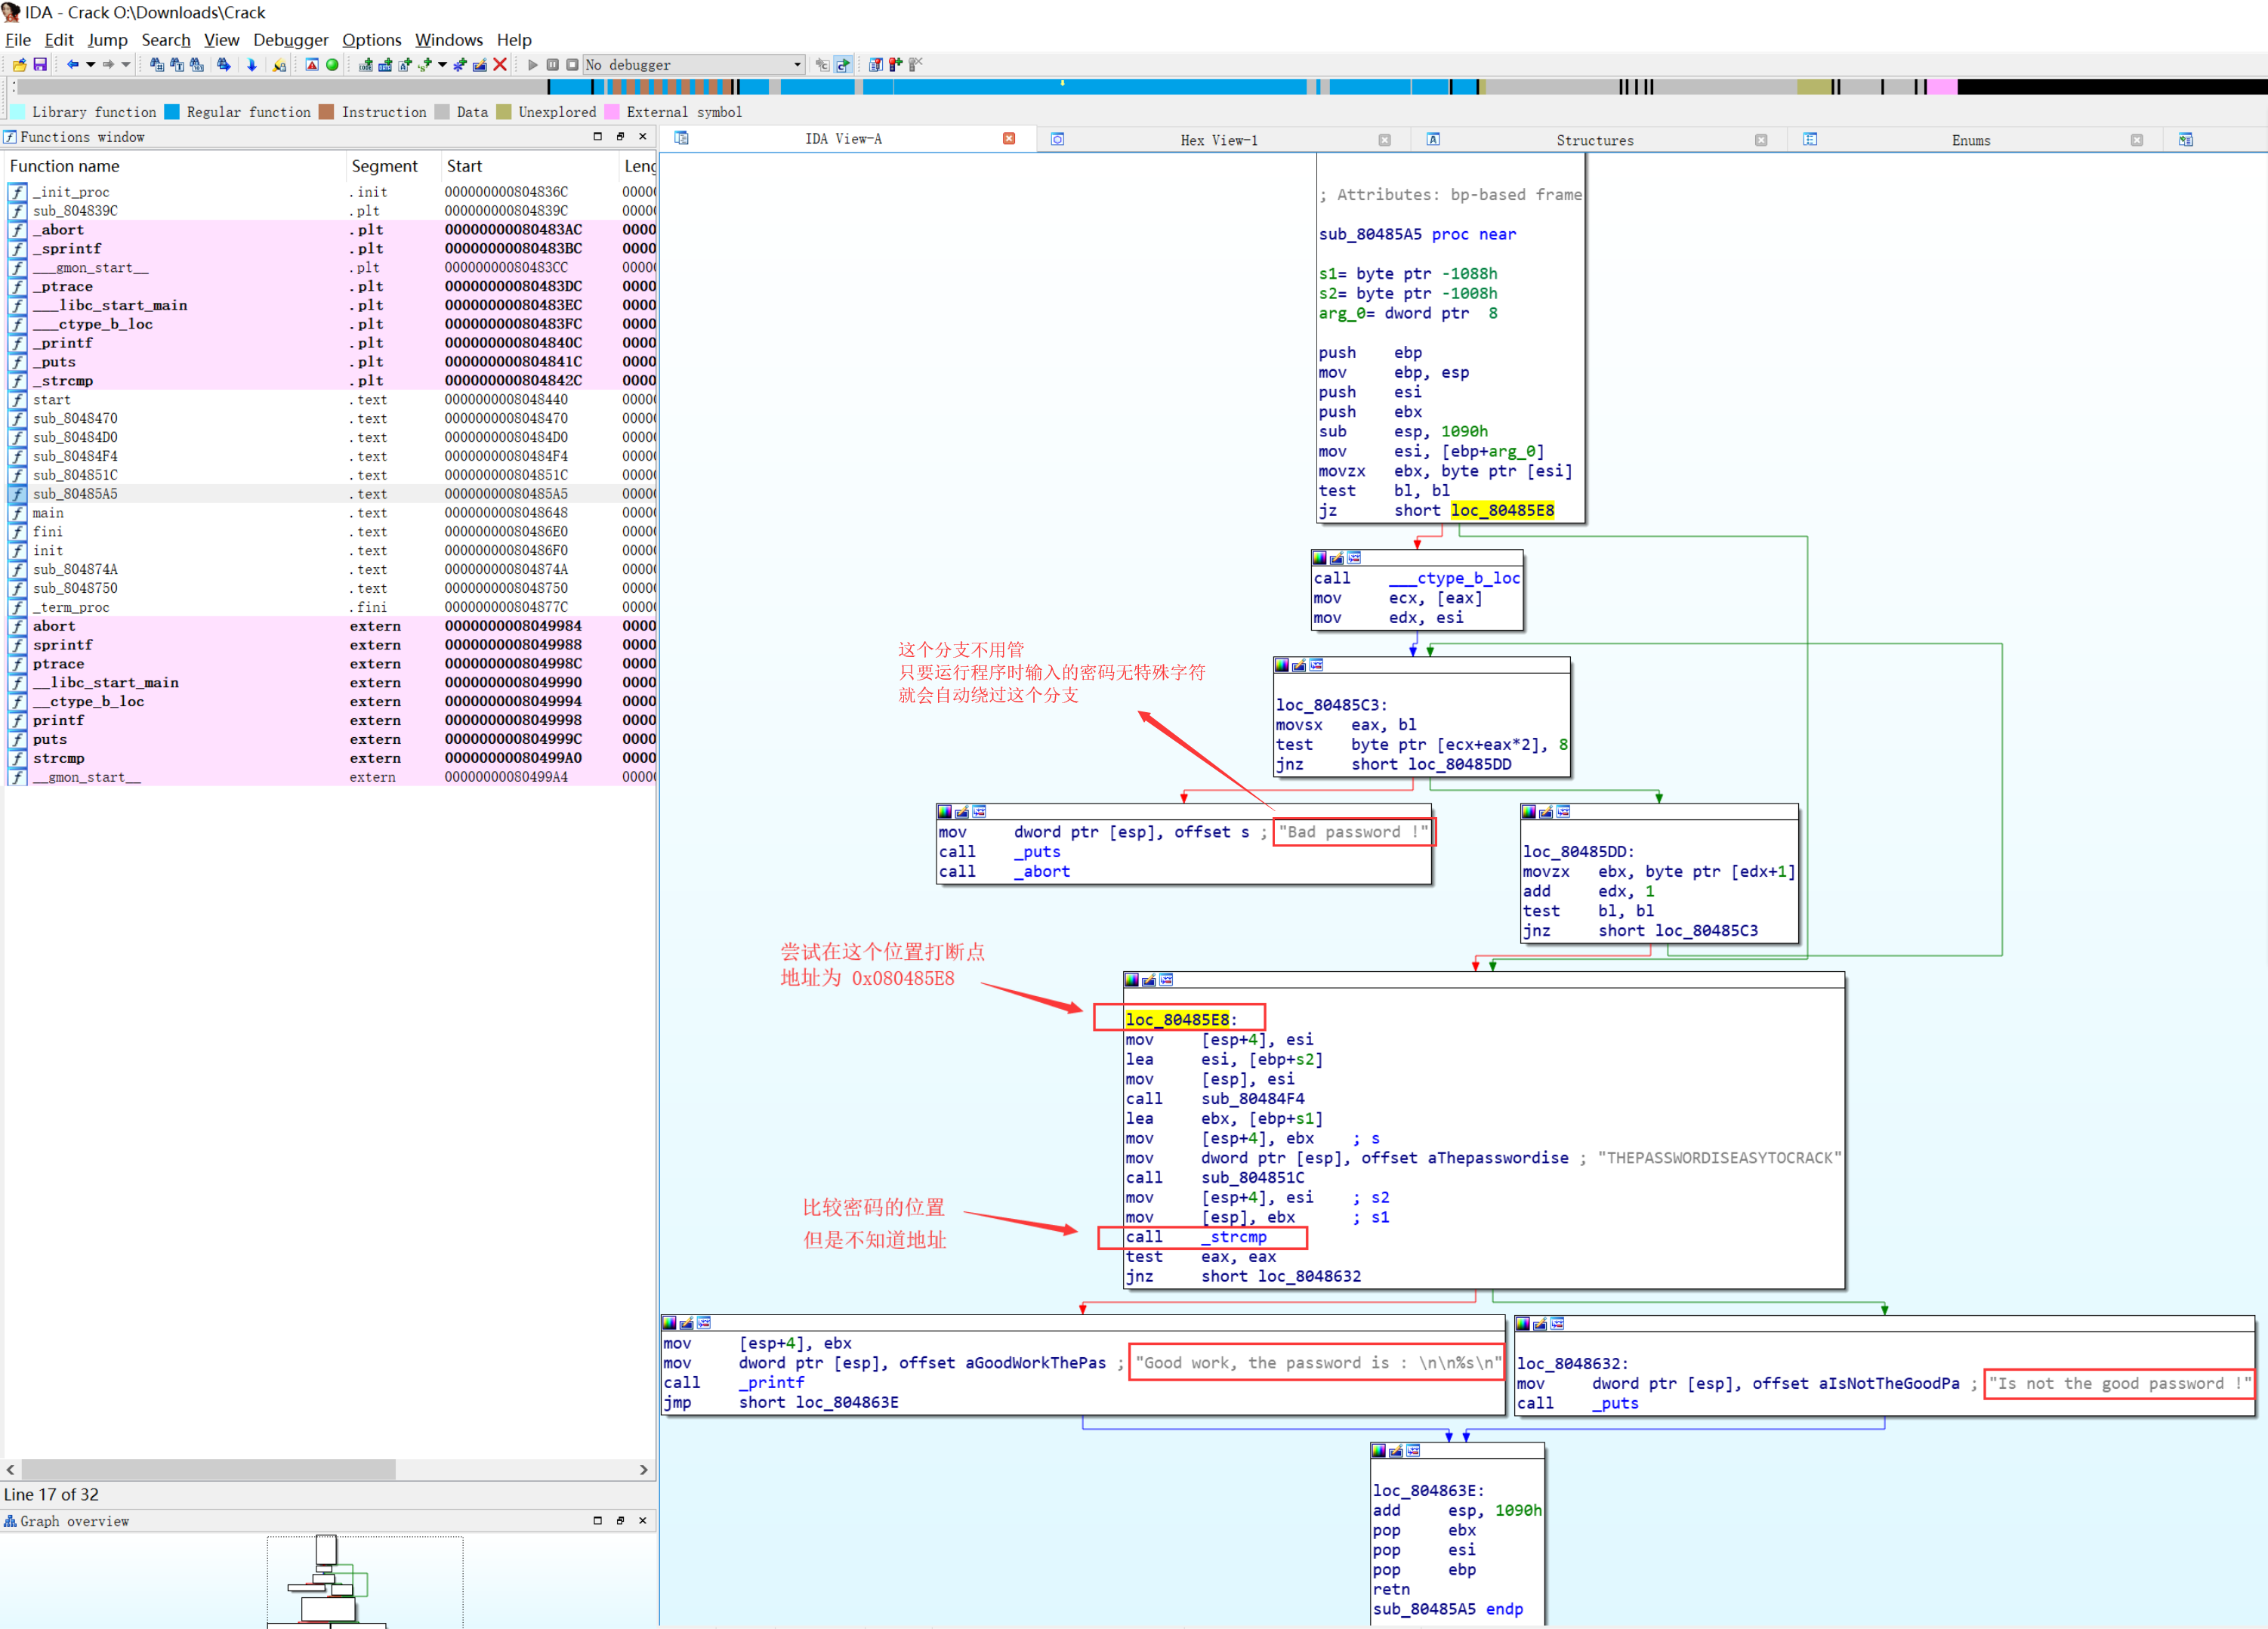 IDA - Crack O:\Downloads\Crack
File Edit Jump Search View Debugger Options Windows Help
No debugger
Library function Regular function Instruction Data Unexplored External symbol
Functions window
IDA View-A
Hex View-1
Structures
Enums
Function name Segment Start Leng
_init_proc .init 000000000804836C 0000
sub_804839C .plt 000000000804839C 0000
_abort .plt 00000000080483AC 0000
_sprintf .plt 00000000080483BC 0000
___gmon_start__ .plt 00000000080483CC 0000
_ptrace .plt 00000000080483DC 0000
___libc_start_main .plt 00000000080483EC 0000
___ctype_b_loc .plt 00000000080483FC 0000
_printf .plt 000000000804840C 0000
_puts .plt 000000000804841C 0000
_strcmp .plt 000000000804842C 0000
start .text 0000000008048440 0000
sub_8048470 .text 0000000008048470 0000
sub_80484D0 .text 00000000080484D0 0000
sub_80484F4 .text 00000000080484F4 0000
sub_804851C .text 000000000804851C 0000
sub_80485A5 .text 00000000080485A5 0000
main .text 0000000008048648 0000
fini .text 00000000080486E0 0000
init .text 00000000080486F0 0000
sub_804874A .text 000000000804874A 0000
sub_8048750 .text 0000000008048750 0000
_term_proc .fini 000000000804877C 0000
abort extern 0000000008049984 0000
sprintf extern 0000000008049988 0000
ptrace extern 000000000804998C 0000
__libc_start_main extern 0000000008049990 0000
__ctype_b_loc extern 0000000008049994 0000
printf extern 0000000008049998 0000
puts extern 000000000804999C 0000
strcmp extern 00000000080499A0 0000
__gmon_start__ extern 00000000080499A4 0000
Line 17 of 32
Graph overview
; Attributes: bp-based frame
sub_80485A5 proc near
s1= byte ptr -1088h
s2= byte ptr -1008h
arg_0= dword ptr 8
push ebp
mov ebp, esp
push esi
push ebx
sub esp, 1090h
mov esi, [ebp+arg_0]
movzx ebx, byte ptr [esi]
test bl, bl
jz short loc_80485E8
call ___ctype_b_loc
mov ecx, [eax]
mov edx, esi
这个分支不用管
只要运行程序时输入的密码无特殊字符
就会自动绕过这个分支
loc_80485C3:
movsx eax, bl
test byte ptr [ecx+eax*2], 8
jnz short loc_80485DD
mov dword ptr [esp], offset s ; "Bad password !"
call _puts
call _abort
loc_80485DD:
movzx ebx, byte ptr [edx+1]
add edx, 1
test bl, bl
jnz short loc_80485C3
尝试在这个位置打断点
地址为 0x080485E8
loc_80485E8:
mov [esp+4], esi
lea esi, [ebp+s2]
mov [esp], esi
call sub_80484F4
lea ebx, [ebp+s1]
mov [esp+4], ebx ; s
mov dword ptr [esp], offset aThepasswordise ; "THEPASSWORDISEASYTOCRACK"
call sub_804851C
mov [esp+4], esi ; s2
mov [esp], ebx ; s1
call _strcmp
test eax, eax
jnz short loc_8048632
比较密码的位置
但是不知道地址
mov [esp+4], ebx
mov dword ptr [esp], offset aGoodWorkThePas ; "Good work, the password is : \n\n%s\n"
call _printf
jmp short loc_804863E
loc_8048632:
mov dword ptr [esp], offset aIsNotTheGoodPa ; "Is not the good password !"
call _puts
loc_804863E:
add esp, 1090h
pop ebx
pop esi
pop ebp
retn
sub_80485A5 endp